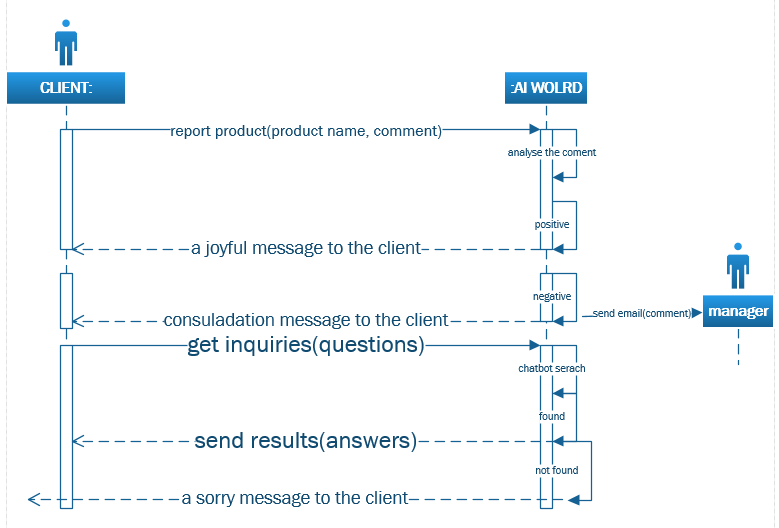 CLIENT:
:AI WOLRD
report product(product name, comment)
analyse the coment
positive
a joyful message to the client
negative
send email(comment)
manager
consuladation message to the client
get inquiries(questions)
chatbot serach
found
send results(answers)
not found
a sorry message to the client